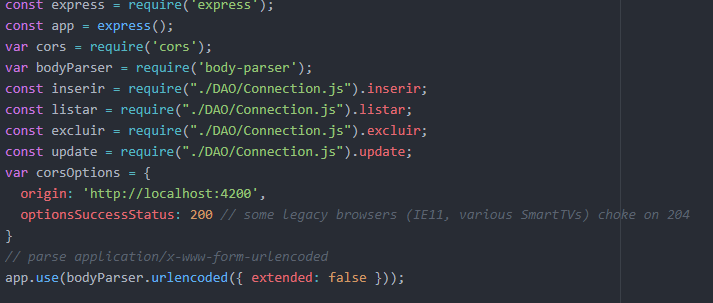 const express = require('express');
const app = express();
var cors = require('cors');
var bodyParser = require('body-parser');
const inserir = require("./DAO/Connection.js").inserir;
const listar = require("./DAO/Connection.js").listar;
const excluir = require("./DAO/Connection.js").excluir;
const update = require("./DAO/Connection.js").update;
var corsOptions = {
  origin: 'http://localhost:4200',
  optionsSuccessStatus: 200 // some legacy browsers (IE11, various SmartTVs) choke on 204
}
// parse application/x-www-form-urlencoded
app.use(bodyParser.urlencoded({ extended: false }));